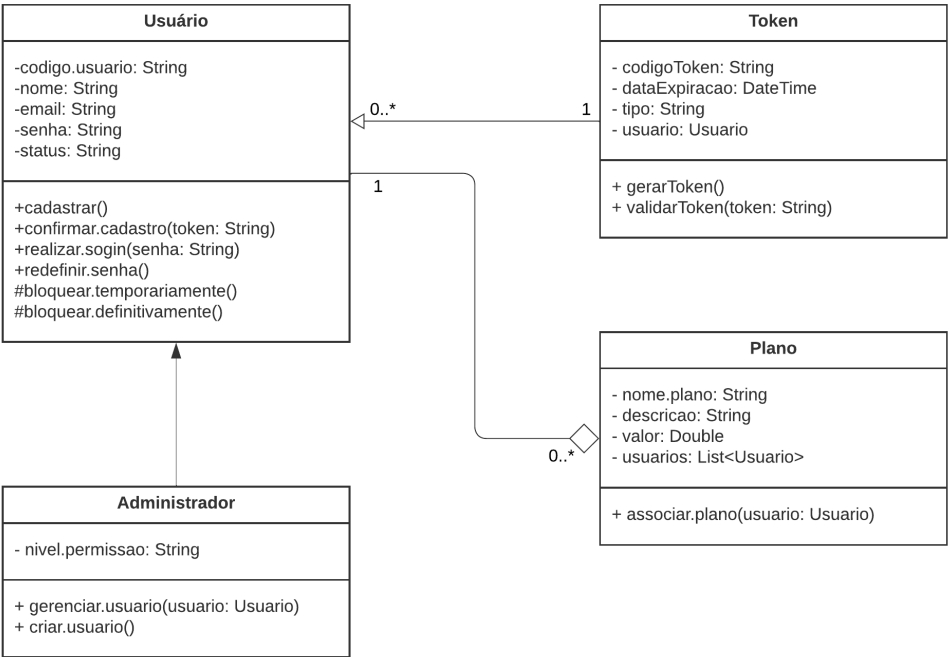 Usuário
-codigo.usuario: String
-nome: String
-email: String
-senha: String
-status: String
+cadastrar()
+confirmar.cadastro(token: String)
+realizar.sogin(senha: String)
+redefinir.senha()
#bloquear.temporariamente()
#bloquear.definitivamente()
0..*
1
Token
- codigoToken: String
- dataExpiracao: DateTime
- tipo: String
- usuario: Usuario
+ gerarToken()
+ validarToken(token: String)
1
0..*
Plano
- nome.plano: String
- descricao: String
- valor: Double
- usuarios: List<Usuario>
+ associar.plano(usuario: Usuario)
Administrador
- nivel.permissao: String
+ gerenciar.usuario(usuario: Usuario)
+ criar.usuario()